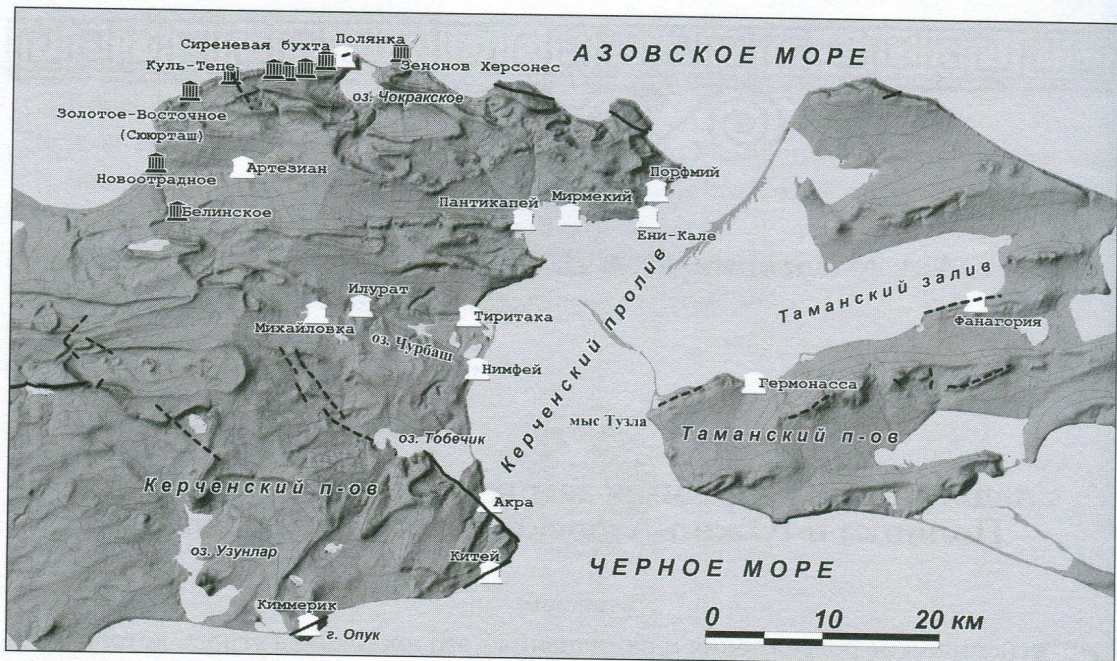 Полянка
Сиреневая бухта
АЗОВСКОЕ МОРЕ
Куль-Тепе
Зенонов Херсонес
оз. Чокракское
Золотое-Восточное
(Сююрташ)
Новоотрадное
Артезиан
Порфмий
Пантикапей
Мирмекий
Белинское
Ени-Кале
Илурат
Михайловка
Тиритака
оз. Чурбаш
Керченский пролив
Таманский залив
Фанагория
Нимфей
Гермонасса
мыс Тузла
Таманский п-ов
оз. Тобечик
Керченский п-ов
Акра
оз. Узунлар
Китей
ЧЕРНОЕ МОРЕ
Киммерик
г. Опук
0 10 20 км